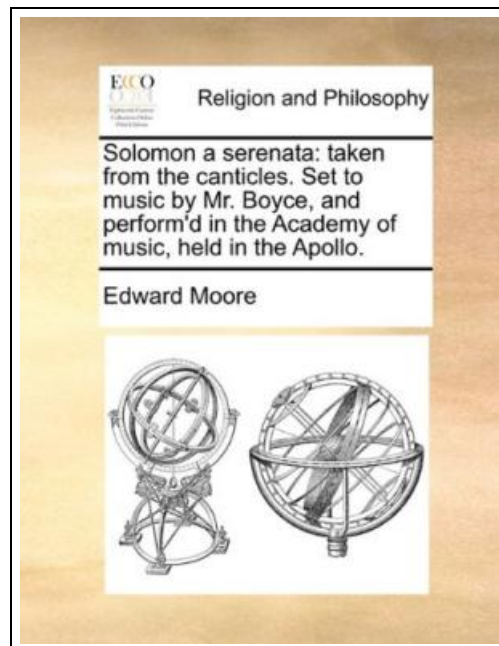 ECCO
Religion and Philosophy
Solomon a serenata: taken
from the canticles. Set to
music by Mr. Boyce, and
perform'd in the Academy of
music, held in the Apollo.
Edward Moore